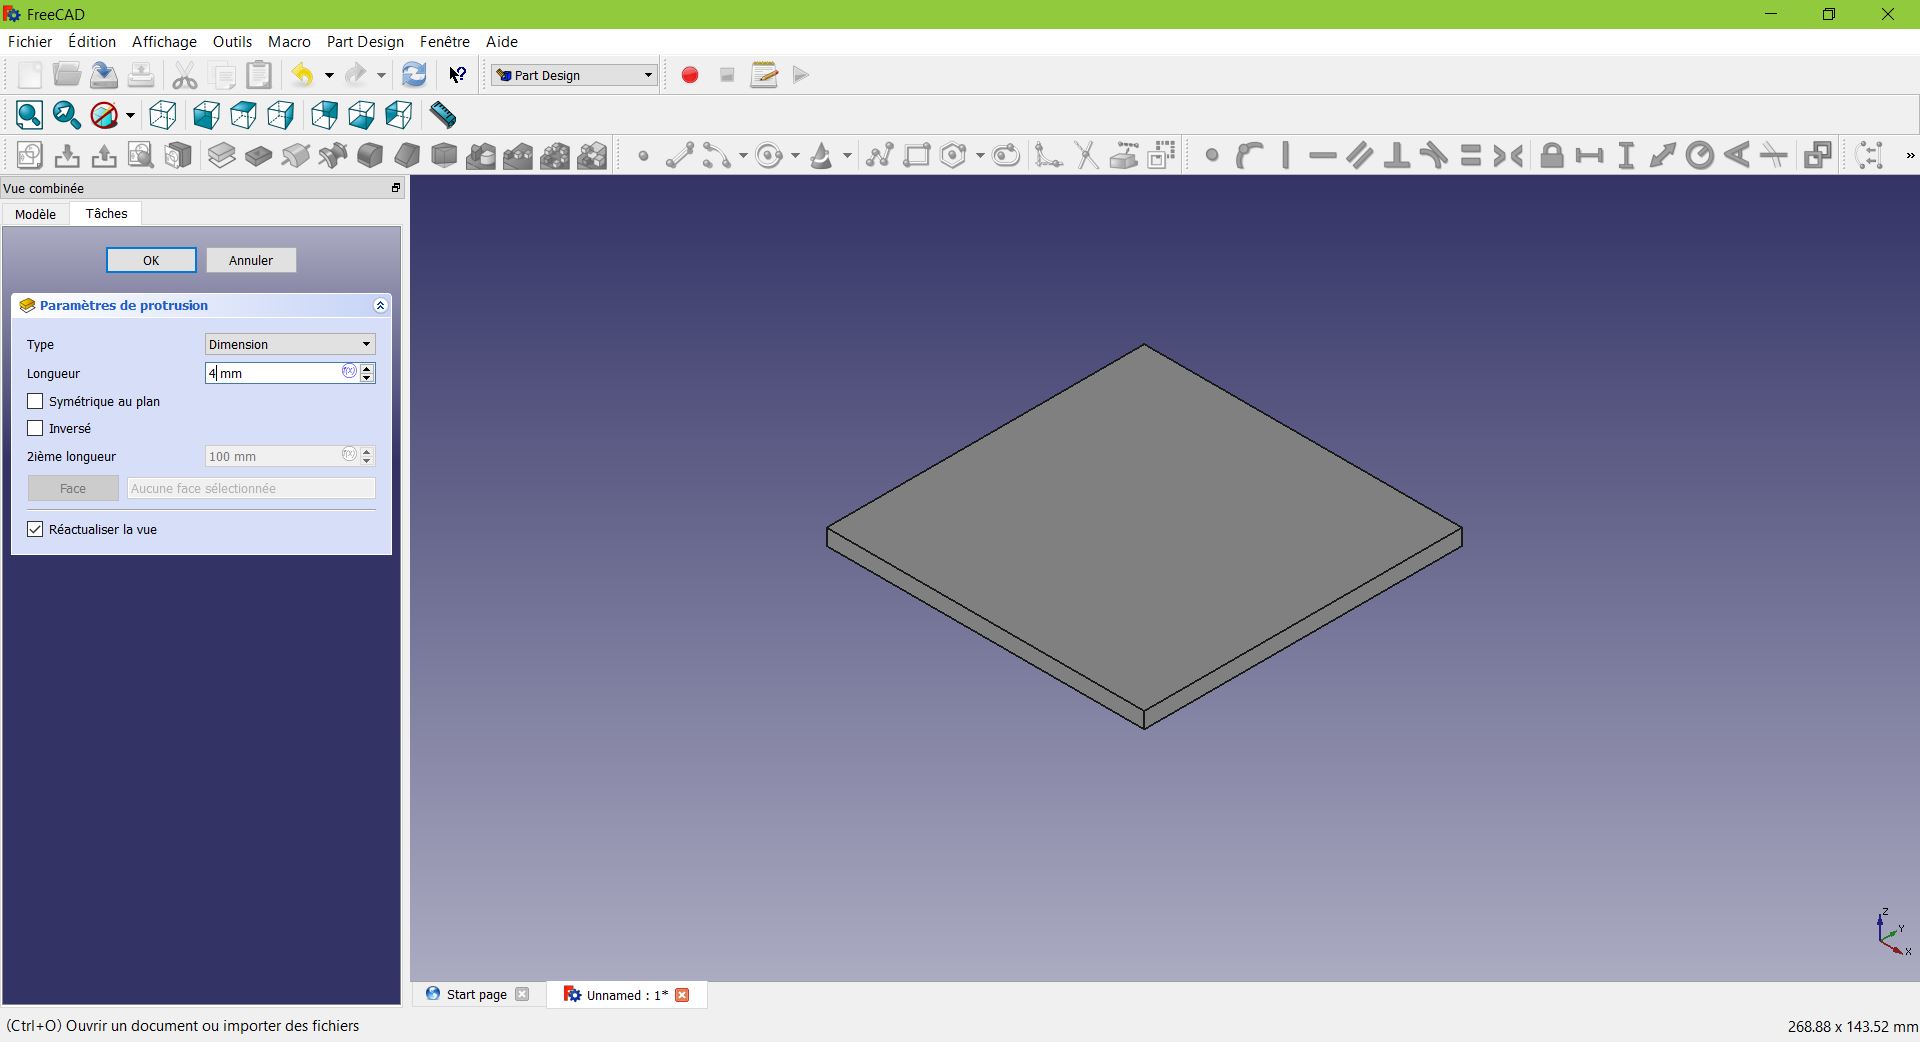 FreeCAD
Fichier Édition Affichage Outils Macro Part Design Fenêtre Aide
Part Design
Vue combinée
Modèle Tâches
OK Annuler
Paramètres de protrusion
Type Dimension
Longueur 4 mm
Symétrique au plan
Inversé
2ième longueur 100 mm
Face Aucune face sélectionnée
Réactualiser la vue
Z
Y
X
Start page Unnamed : 1*
(Ctrl+O) Ouvrir un document ou importer des fichiers 268.88 x 143.52 mm